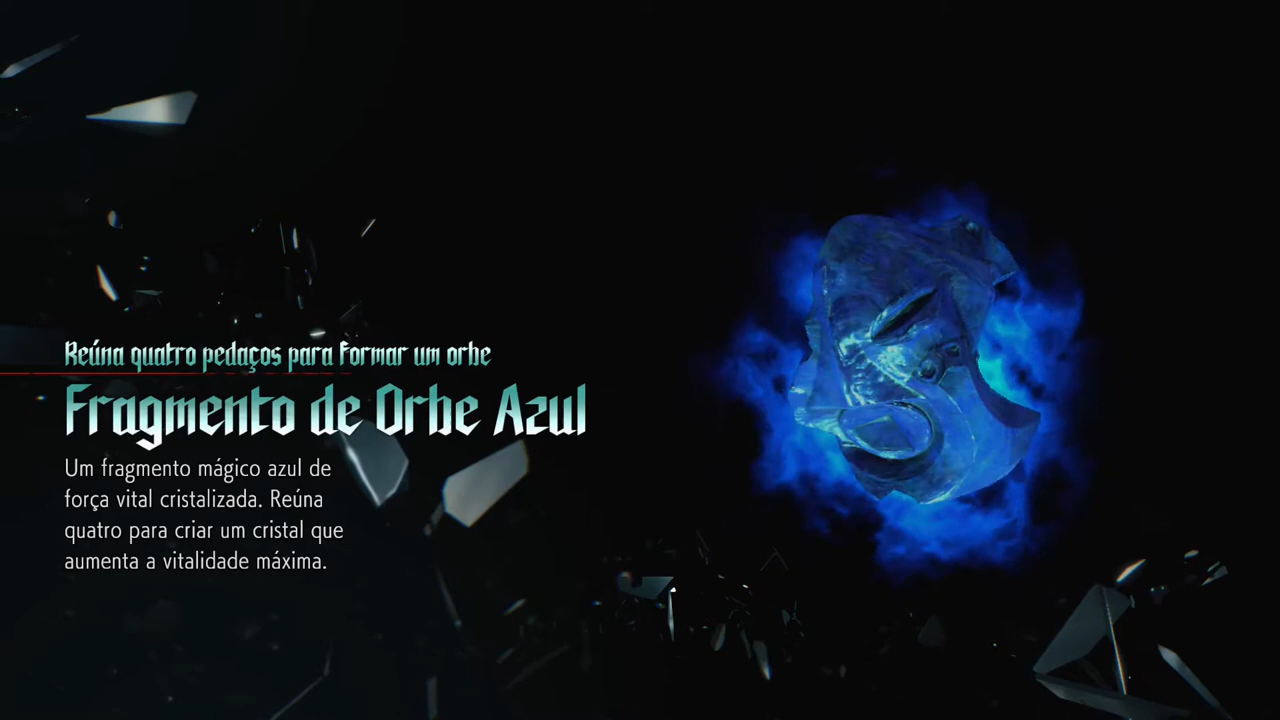 Reúna quatro pedaços para formar um orbe
Fragmento de Orbe Azul
Um fragmento mágico azul de
força vital cristalizada. Reúna
quatro para criar um cristal que
aumenta a vitalidade máxima.